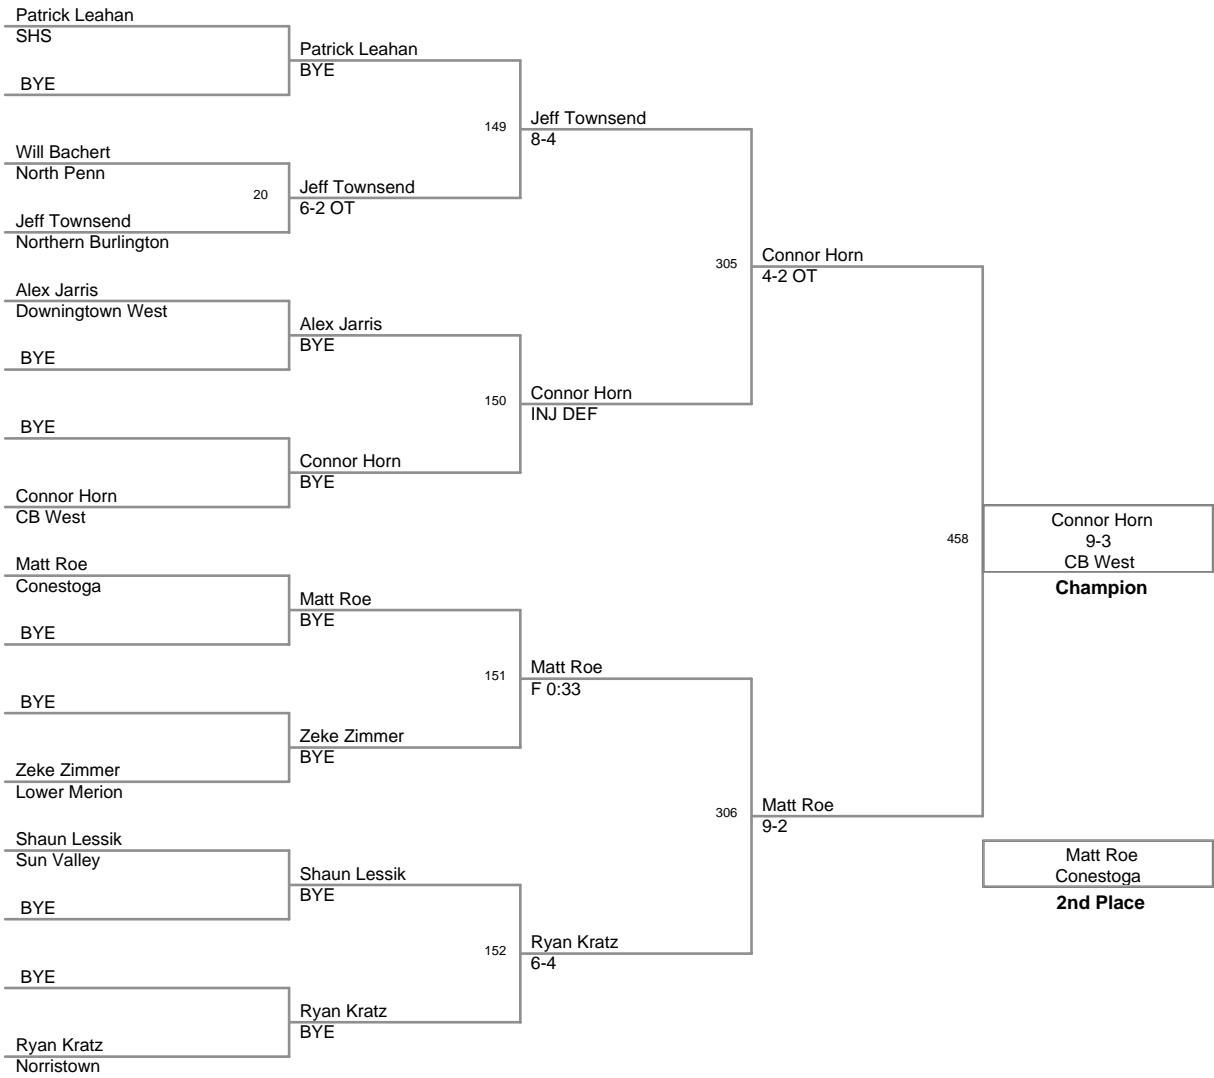 Patrick Leahan
SHS
BYE
Patrick Leahan
BYE
Will Bachert
North Penn
20
Jeff Townsend
Northern Burlington
Jeff Townsend
6-2 OT
149
Jeff Townsend
8-4
Alex Jarris
Downingtown West
BYE
Alex Jarris
BYE
BYE
Connor Horn
CB West
Connor Horn
BYE
150
Connor Horn
INJ DEF
305
Connor Horn
4-2 OT
Matt Roe
Conestoga
BYE
Matt Roe
BYE
BYE
Zeke Zimmer
Lower Merion
Zeke Zimmer
BYE
151
Matt Roe
F 0:33
Shaun Lessik
Sun Valley
BYE
Shaun Lessik
BYE
BYE
Ryan Kratz
Norristown
Ryan Kratz
BYE
152
Ryan Kratz
6-4
306
Matt Roe
9-2
458
Connor Horn
9-3
CB West
Champion
Matt Roe
Conestoga
2nd Place